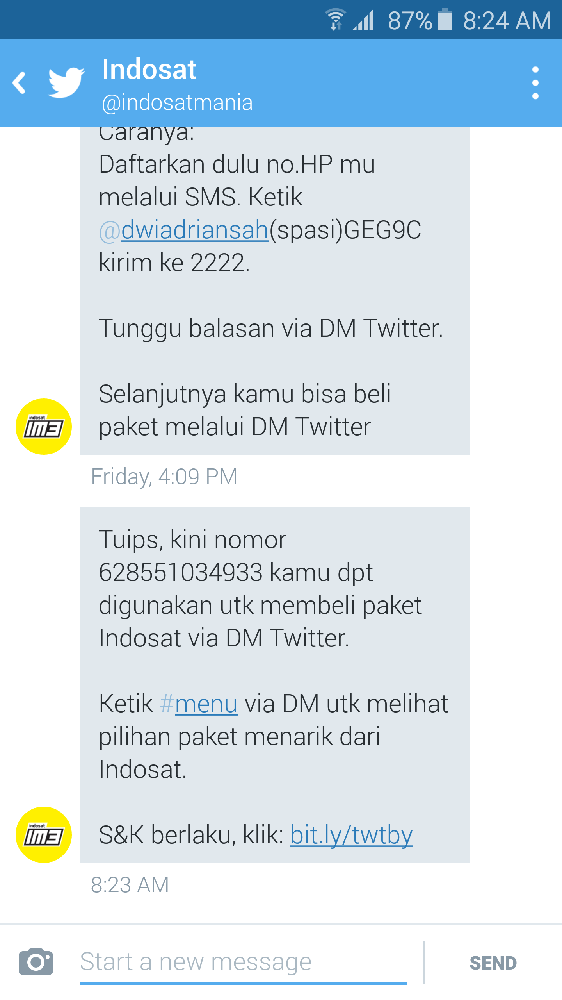 87% 8:24 AM
Indosat
@indosatmania
Caranya:
Daftarkan dulu no.HP mu
melalui SMS. Ketik
@dwiadriansah(spasi)GEG9C
kirim ke 2222.
Tunggu balasan via DM Twitter.
Selanjutnya kamu bisa beli
paket melalui DM Twitter
indosat
IM3
Friday, 4:09 PM
Tuips, kini nomor
628551034933 kamu dpt
digunakan utk membeli paket
Indosat via DM Twitter.
Ketik #menu via DM utk melihat
pilihan paket menarik dari
Indosat.
S&K berlaku, klik: bit.ly/twtby
indosat
IM3
8:23 AM
Start a new message
SEND